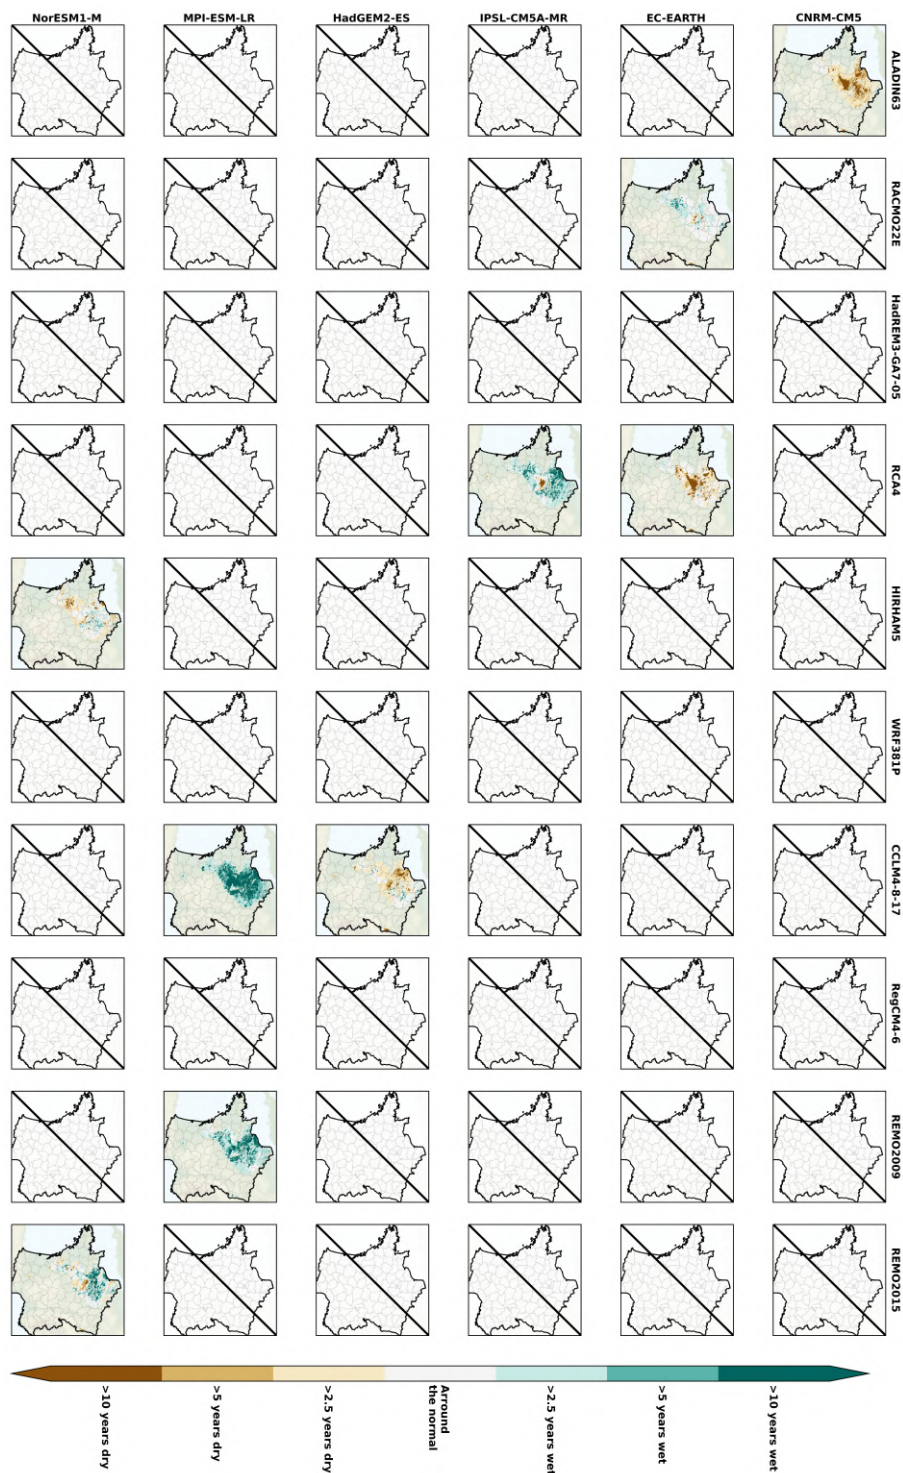 NorESM1-M
MPI-ESM-LR
HadGEM2-ES
IPSL-CM5A-MR
EC-EARTH
CNRM-CM5
ALADIN63
RACMO22E
HadREM3-GA7-05
RCA4
HIRHAM5
WRF381P
CCLM4-8-17
RegCM4-6
REMO2009
REMO2015
>10 years dry
>5 years dry
>2.5 years dry
Arround
the normal
>2.5 years wet
>5 years wet
>10 years wet